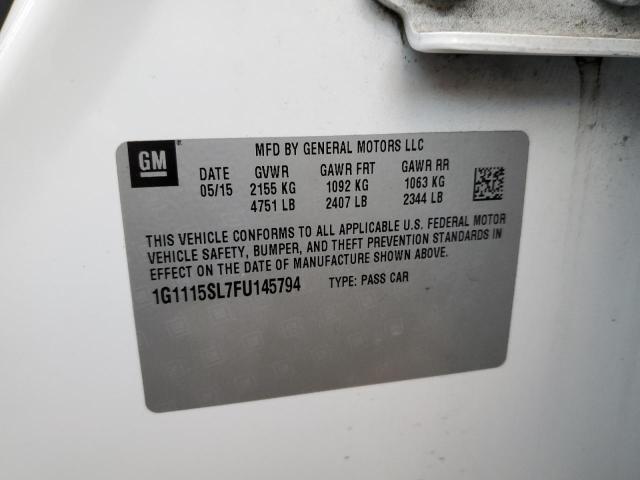 GM
MFD BY GENERAL MOTORS LLC
DATE GVWR GAWR FRT GAWR RR
05/15 2155 KG 1092 KG 1063 KG
4751 LB 2407 LB 2344 LB
THIS VEHICLE CONFORMS TO ALL APPLICABLE U.S. FEDERAL MOTOR
VEHICLE SAFETY, BUMPER, AND THEFT PREVENTION STANDARDS IN
EFFECT ON THE DATE OF MANUFACTURE SHOWN ABOVE.
1G1115SL7FU145794 TYPE: PASS CAR